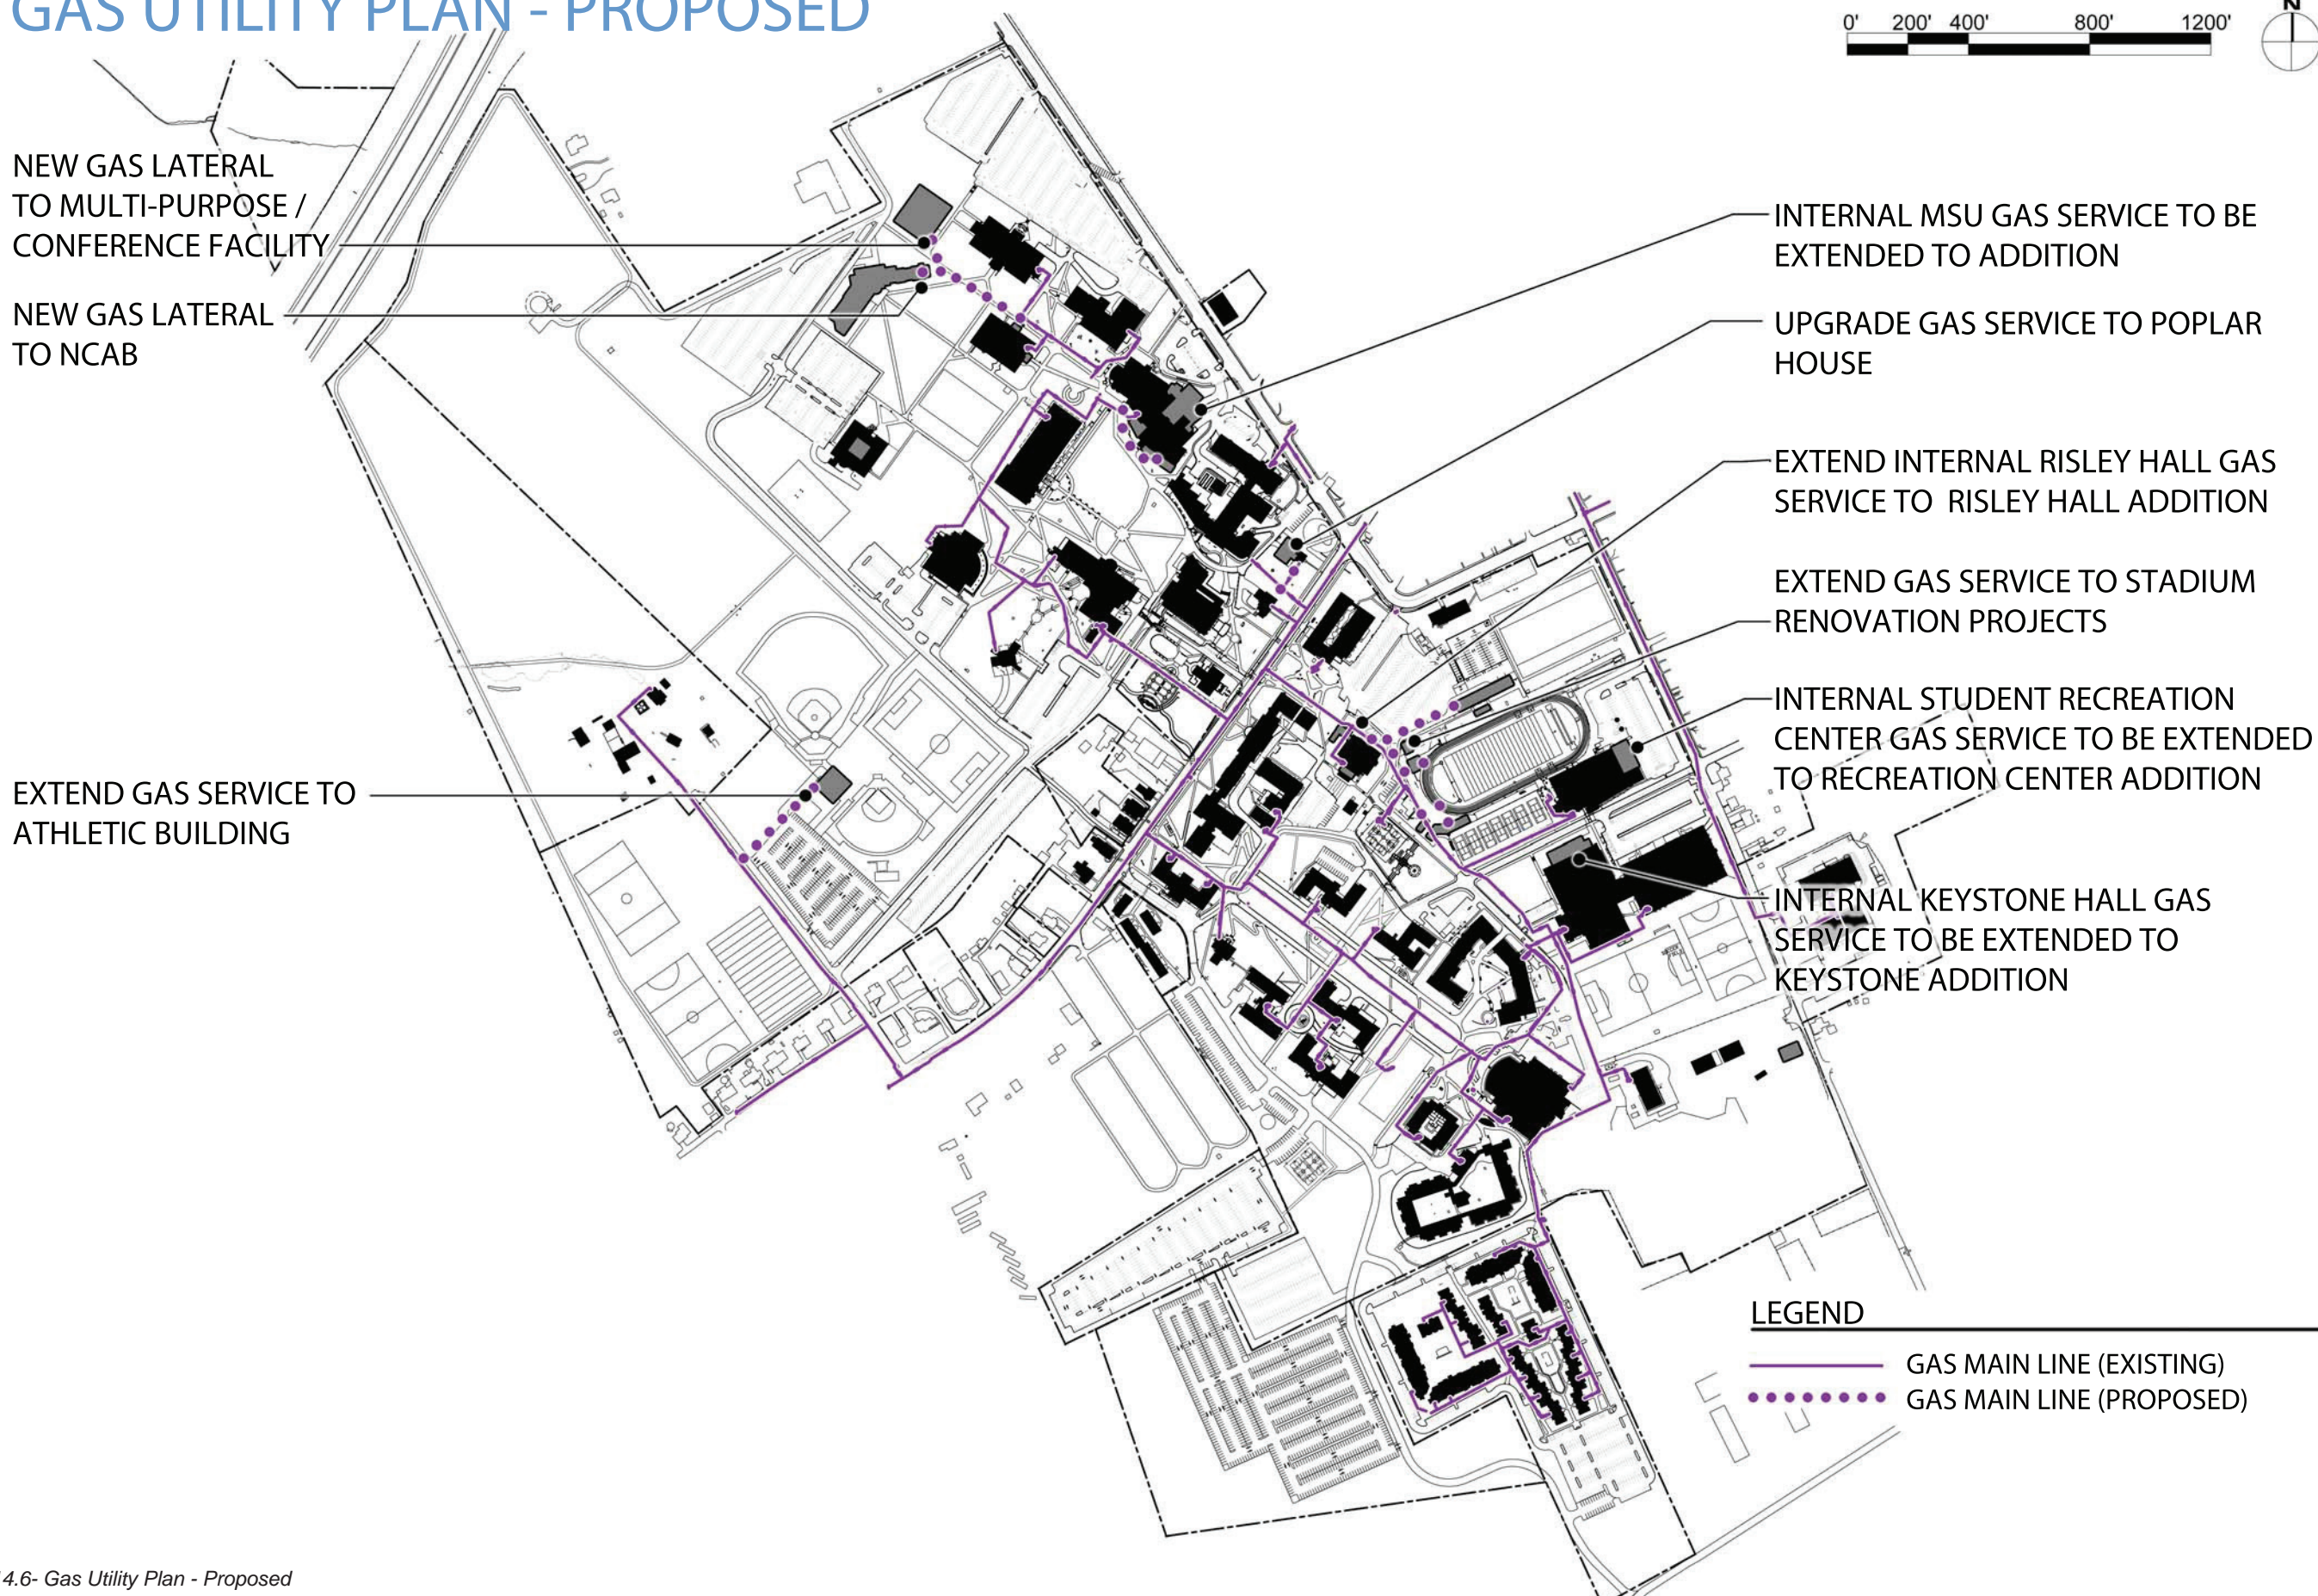 GAS UTILITY PLAN - PROPOSED
0' 200' 400' 800' 1200'
N
NEW GAS LATERAL
TO MULTI-PURPOSE /
CONFERENCE FACILITY
NEW GAS LATERAL
TO NCAB
EXTEND GAS SERVICE TO
ATHLETIC BUILDING
INTERNAL MSU GAS SERVICE TO BE
EXTENDED TO ADDITION
UPGRADE GAS SERVICE TO POPLAR
HOUSE
EXTEND INTERNAL RISLEY HALL GAS
SERVICE TO RISLEY HALL ADDITION
EXTEND GAS SERVICE TO STADIUM
RENOVATION PROJECTS
INTERNAL STUDENT RECREATION
CENTER GAS SERVICE TO BE EXTENDED
TO RECREATION CENTER ADDITION
INTERNAL KEYSTONE HALL GAS
SERVICE TO BE EXTENDED TO
KEYSTONE ADDITION
LEGEND
GAS MAIN LINE (EXISTING)
GAS MAIN LINE (PROPOSED)
4.6- Gas Utility Plan - Proposed